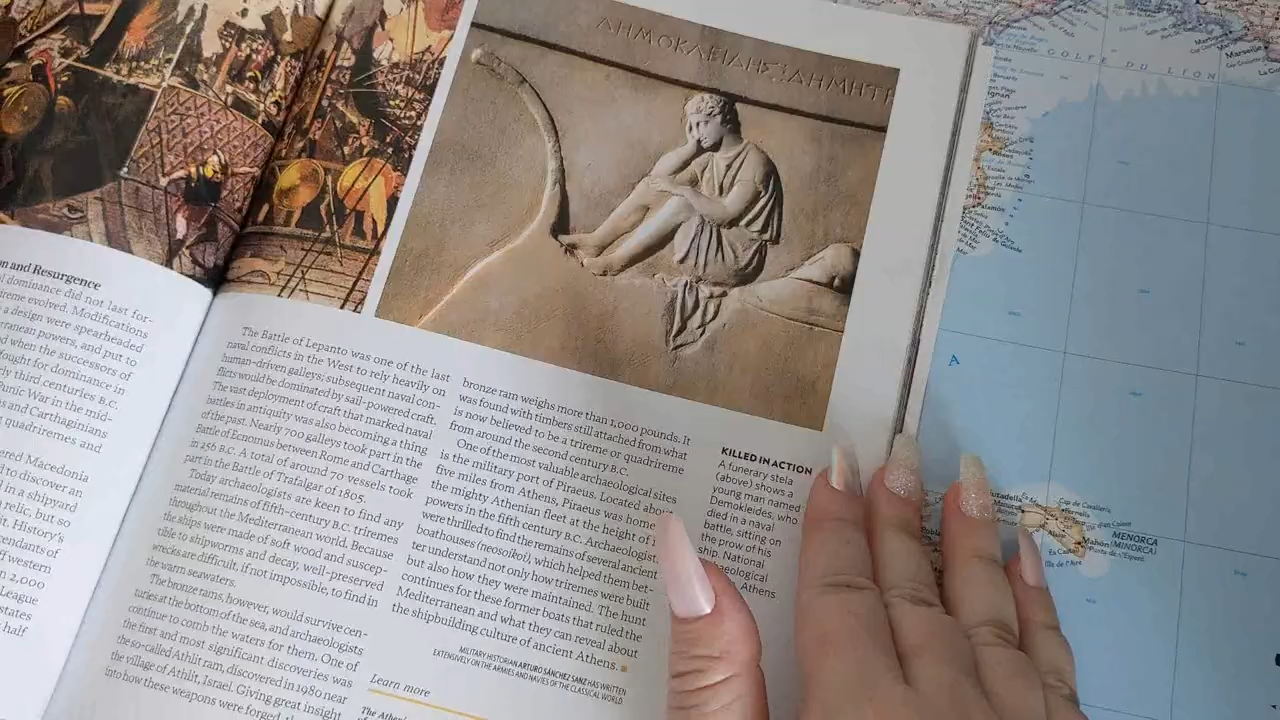 ΔΗΜΟΚΛΕΙΔΗΣ:ΔΗΜΗΤΡ
on and Resurgence
dominance did not last for-
reme evolved. Modifications
a design were spearheaded
rranean powers, and put to
d when the successors of
fought for dominance in
rly third centuries B.C.
Punic War in the mid-
s and Carthaginians
quadriremes, and
ered Macedonia
d to discover an
l in a shipyard
relic, but so
it. History's
endants of
ff western
n 2,000
League
states
half
The Battle of Lepanto was one of the last
naval conflicts in the West to rely heavily on
human-driven galleys; subsequent naval con-
flicts would be dominated by sail-powered craft.
The vast deployment of craft that marked naval
battles in antiquity was also becoming a thing
of the past. Nearly 700 galleys took part in the
Battle of Ecnomus between Rome and Carthage
in 256 B.C. A total of around 70 vessels took
part in the Battle of Trafalgar of 1805.
Today archaeologists are keen to find any
material remains of fifth century B.C. triremes
throughout the Mediterranean world. Because
the ships were made of soft wood and suscep-
tible to shipworms and decay, well-preserved
wrecks are difficult, if not impossible, to find in
the warm seawaters.
The bronze rams, however, would survive cen-
turies at the bottom of the sea, and archaeologists
continue to comb the waters for them. One of
the first and most significant discoveries was
the so-called Athlit ram, discovered in 1980 near
the village of Athlit, Israel. Giving great insight
into how these weapons were forged, the
bronze ram weighs more than 1,000 pounds. It
was found with timbers still attached from what
is now believed to be a trireme or quadrireme
from around the second century B.C.
One of the most valuable archaeological sites
is the military port of Piraeus. Located about
five miles from Athens, Piraeus was home
the mighty Athenian fleet at the height of
powers in the fifth century B.C. Archaeologist
were thrilled to find the remains of several ancient
boathouses (neosoikoi), which helped them bet-
ter understand not only how triremes were built
but also how they were maintained. The hunt
continues for these former boats that ruled the
Mediterranean and what they can reveal about
the shipbuilding culture of ancient Athens.
MILITARY HISTORIAN ARTURO SÁNCHEZ SANZ HAS WRITTEN
EXTENSIVELY ON THE ARMIES AND NAVIES OF THE CLASSICAL WORLD.
Learn more
The Atheni
KILLED IN ACTION
A funerary stela
(above) shows a
young man named
Demokleides, who
died in a naval
battle, sitting on
the prow of his
ship.
Athens
GOLFE DU LION
Marseille
Palamós
A
Ciutadella
Cap de Cavalleria
Fornells
MENORCA
(MINORCA)
Illa de l'Aire